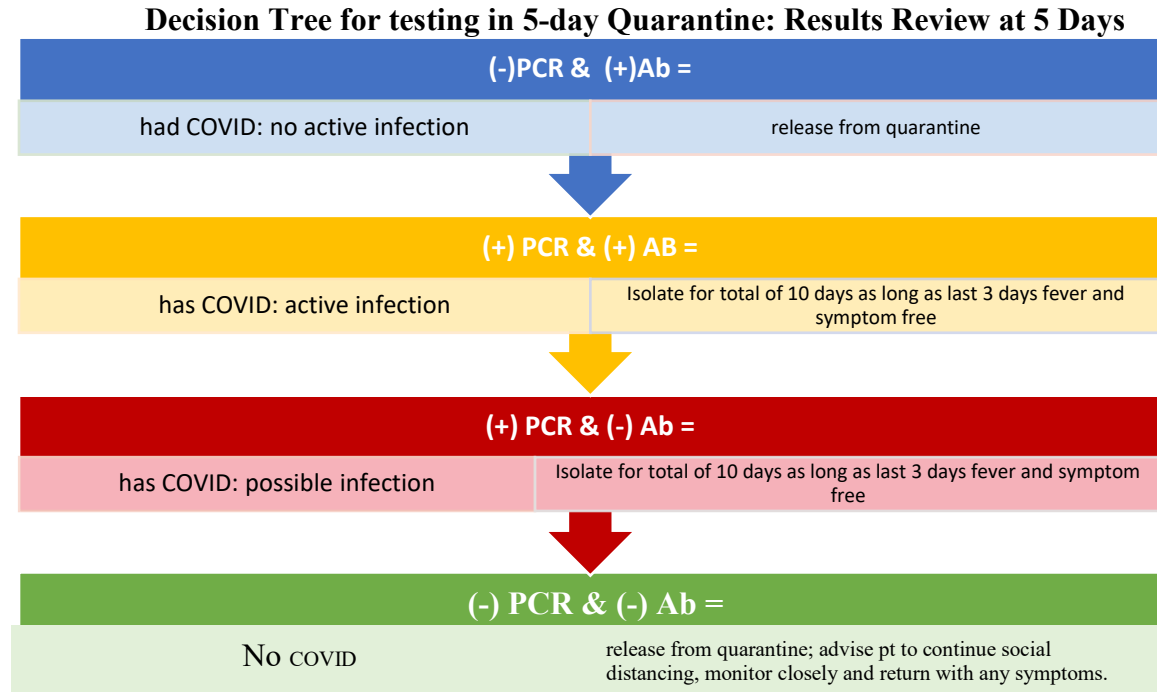 Decision Tree for testing in 5-day Quarantine: Results Review at 5 Days
(-)PCR & (+)Ab =
had COVID: no active infection
release from quarantine
(+) PCR & (+) AB =
has COVID: active infection
Isolate for total of 10 days as long as last 3 days fever and
symptom free
(+) PCR & (-) Ab =
has COVID: possible infection
Isolate for total of 10 days as long as last 3 days fever and symptom
free
(-) PCR & (-) Ab =
No COVID
release from quarantine; advise pt to continue social
distancing, monitor closely and return with any symptoms.